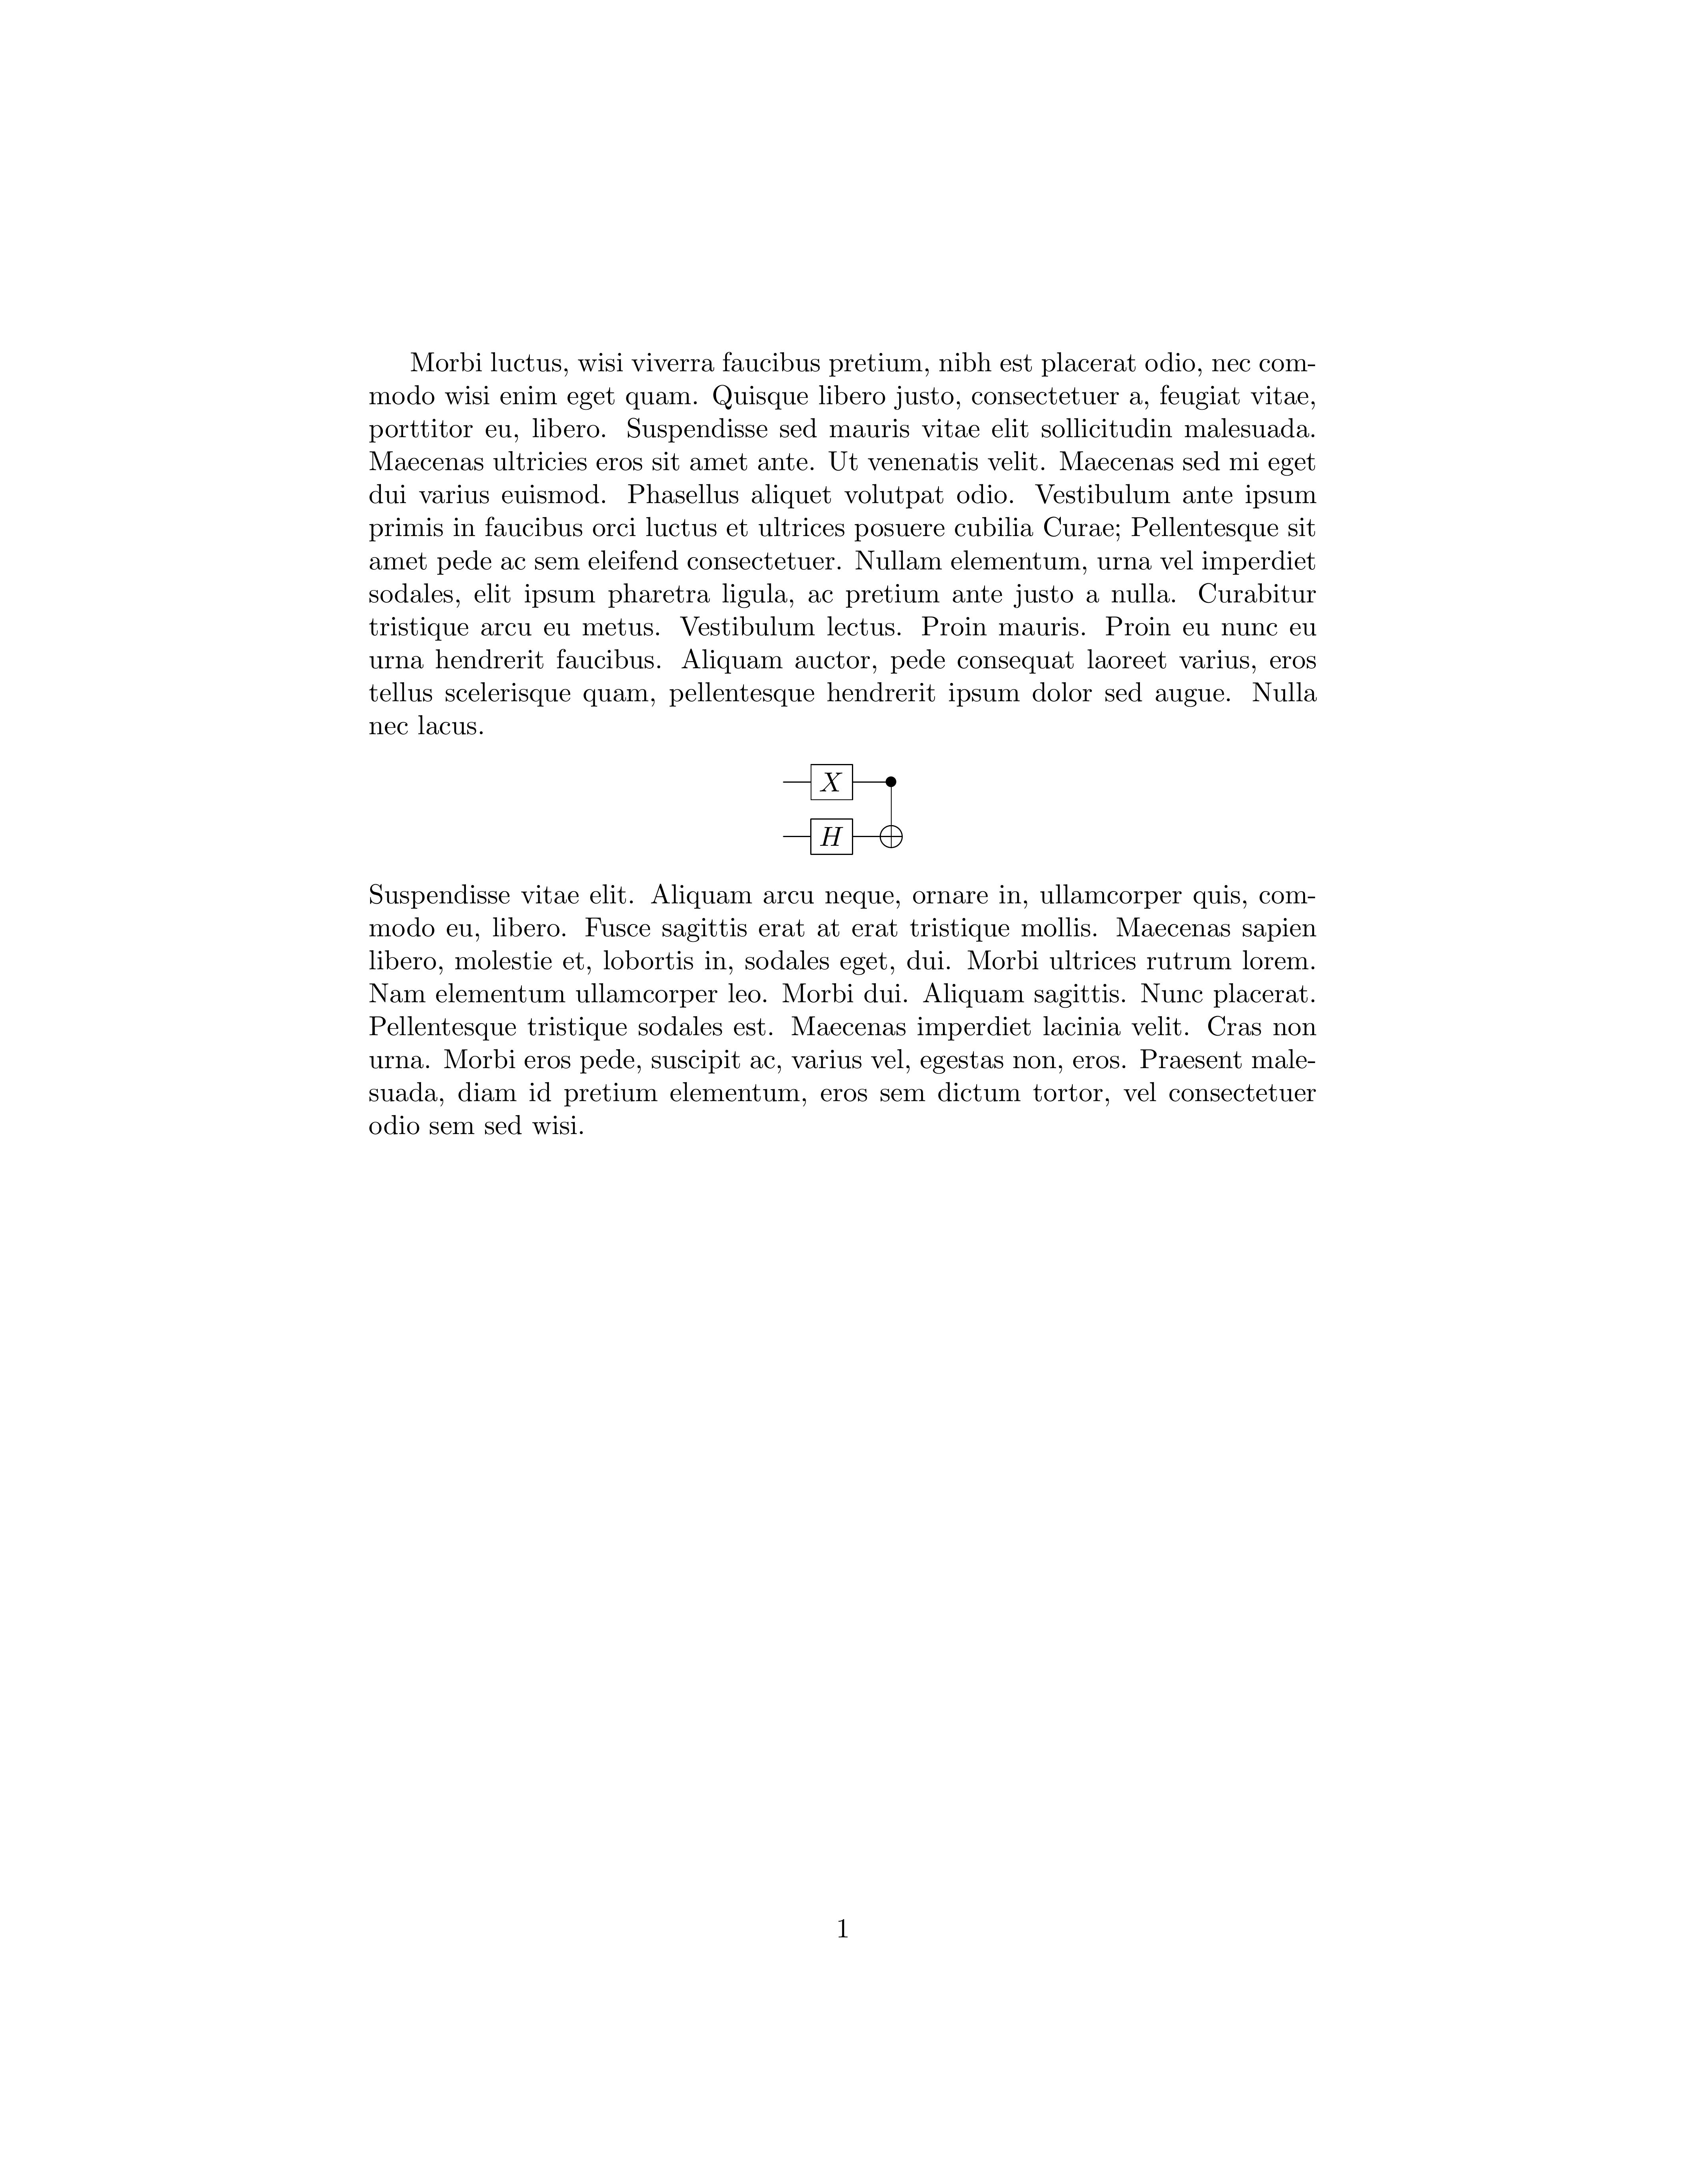 Morbi luctus, wisi viverra faucibus pretium, nibh est placerat odio, nec com-
modo wisi enim eget quam. Quisque libero justo, consectetuer a, feugiat vitae,
porttitor eu, libero. Suspendisse sed mauris vitae elit sollicitudin malesuada.
Maecenas ultricies eros sit amet ante. Ut venenatis velit. Maecenas sed mi eget
dui varius euismod. Phasellus aliquet volutpat odio. Vestibulum ante ipsum
primis in faucibus orci luctus et ultrices posuere cubilia Curae; Pellentesque sit
amet pede ac sem eleifend consectetuer. Nullam elementum, urna vel imperdiet
sodales, elit ipsum pharetra ligula, ac pretium ante justo a nulla. Curabitur
tristique arcu eu metus. Vestibulum lectus. Proin mauris. Proin eu nunc eu
urna hendrerit faucibus. Aliquam auctor, pede consequat laoreet varius, eros
tellus scelerisque quam, pellentesque hendrerit ipsum dolor sed augue. Nulla
nec lacus.
X
H
Suspendisse vitae elit. Aliquam arcu neque, ornare in, ullamcorper quis, com-
modo eu, libero. Fusce sagittis erat at erat tristique mollis. Maecenas sapien
libero, molestie et, lobortis in, sodales eget, dui. Morbi ultrices rutrum lorem.
Nam elementum ullamcorper leo. Morbi dui. Aliquam sagittis. Nunc placerat.
Pellentesque tristique sodales est. Maecenas imperdiet lacinia velit. Cras non
urna. Morbi eros pede, suscipit ac, varius vel, egestas non, eros. Praesent male-
suada, diam id pretium elementum, eros sem dictum tortor, vel consectetuer
odio sem sed wisi.
1